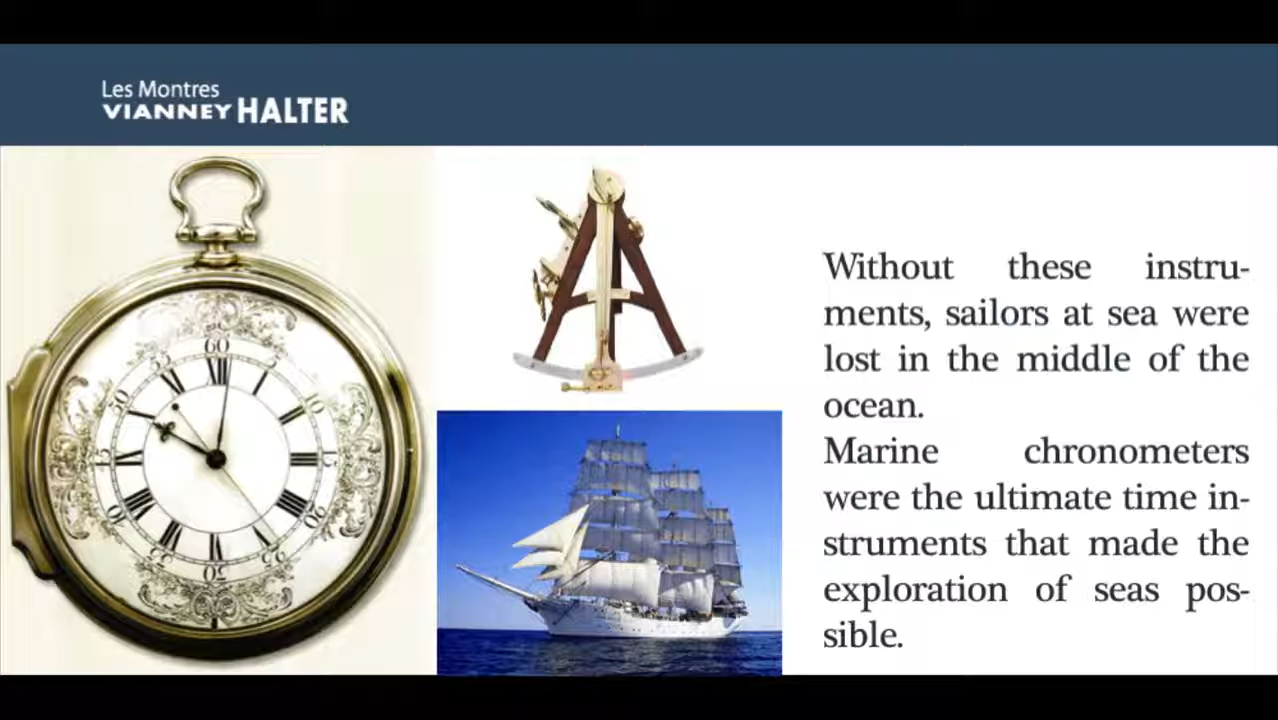 Les Montres
VIANNEY HALTER
Without these instru-
ments, sailors at sea were
lost in the middle of the
ocean.
Marine chronometers
were the ultimate time in-
struments that made the
exploration of seas pos-
sible.